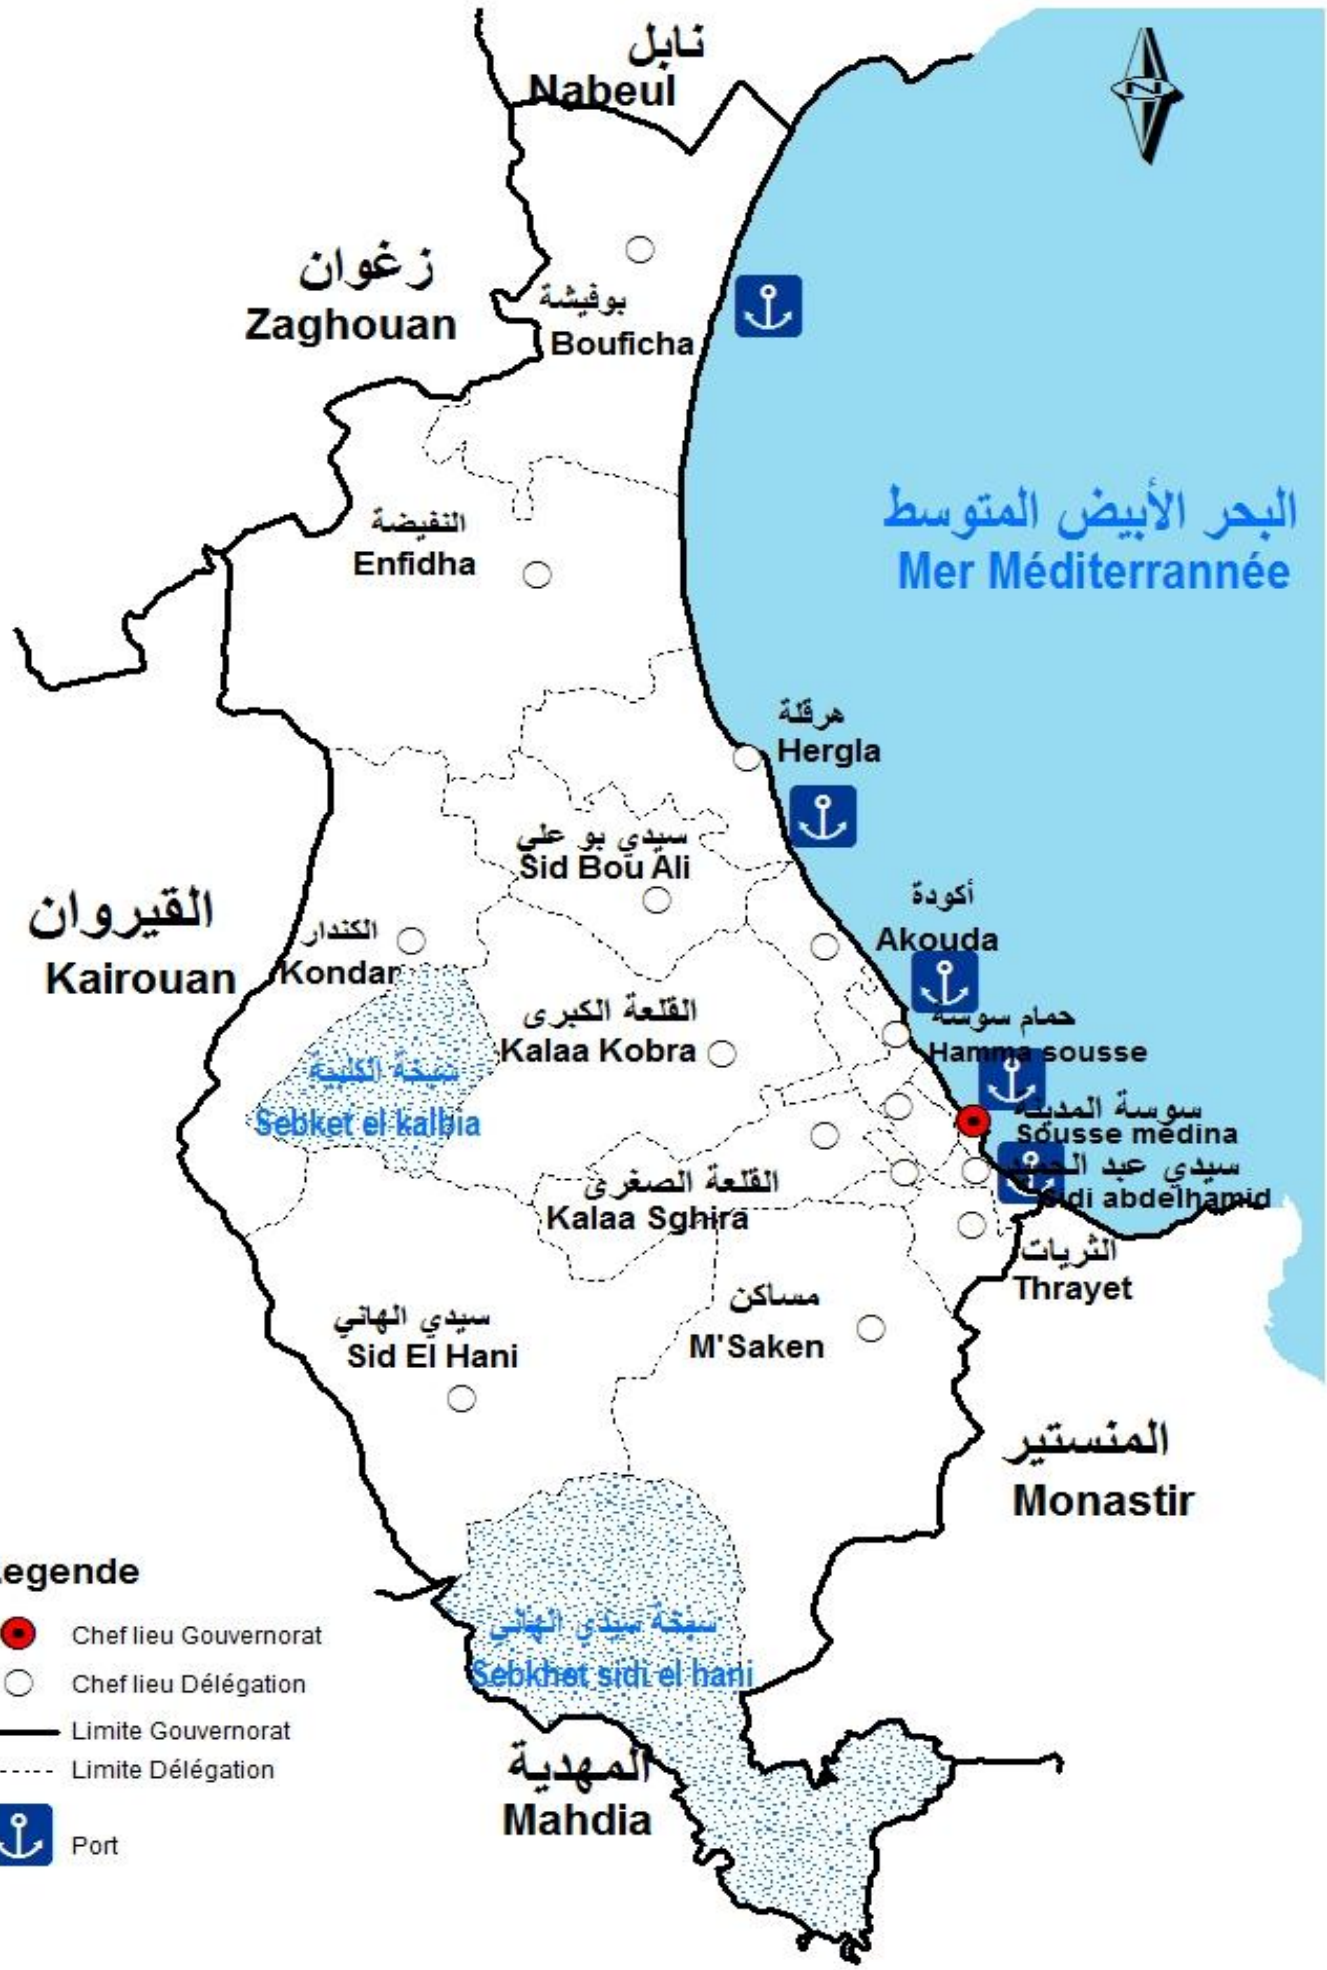 نابل
Nabeul
N
زغوان
Zaghouan
بوفيشة
Bouficha
النفيضة
Enfidha
البحر الأبيض المتوسط
Mer Méditerrannée
هرقلة
Hergla
سيدي بو علي
Sid Bou Ali
أكودة
Akouda
القيروان
Kairouan
الكندار
Kondar
القلعة الكبرى
Kalaa Kobra
حمام سوسة
Hamma sousse
سبخة الكلبية
Sebket el kalbia
سوسة المدينة
Sousse médina
سيدي عبد الحميد
Sidi abdelhamid
القلعة الصغرى
Kalaa Sghira
الثريات
Thrayet
مساكن
M'Saken
سيدي الهاني
Sid El Hani
المنستير
Monastir
سبخة سيدي الهاني
Sebkhet sidi el hani
المهدية
Mahdia
egende
Chef lieu Gouvernorat
Chef lieu Délégation
Limite Gouvernorat
Limite Délégation
Port